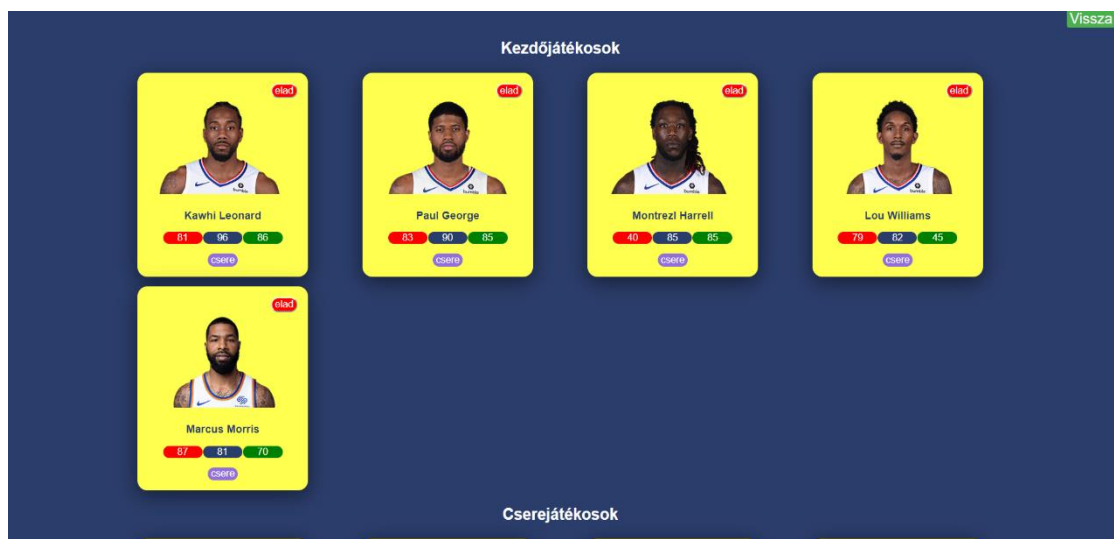 Vissza
Kezdőjátékosok
elad
Kawhi Leonard
81 96 86
csere
elad
Paul George
83 90 85
csere
elad
Montrezl Harrell
40 85 85
csere
elad
Lou Williams
79 82 45
csere
elad
Marcus Morris
87 81 70
csere
Cserejátékosok